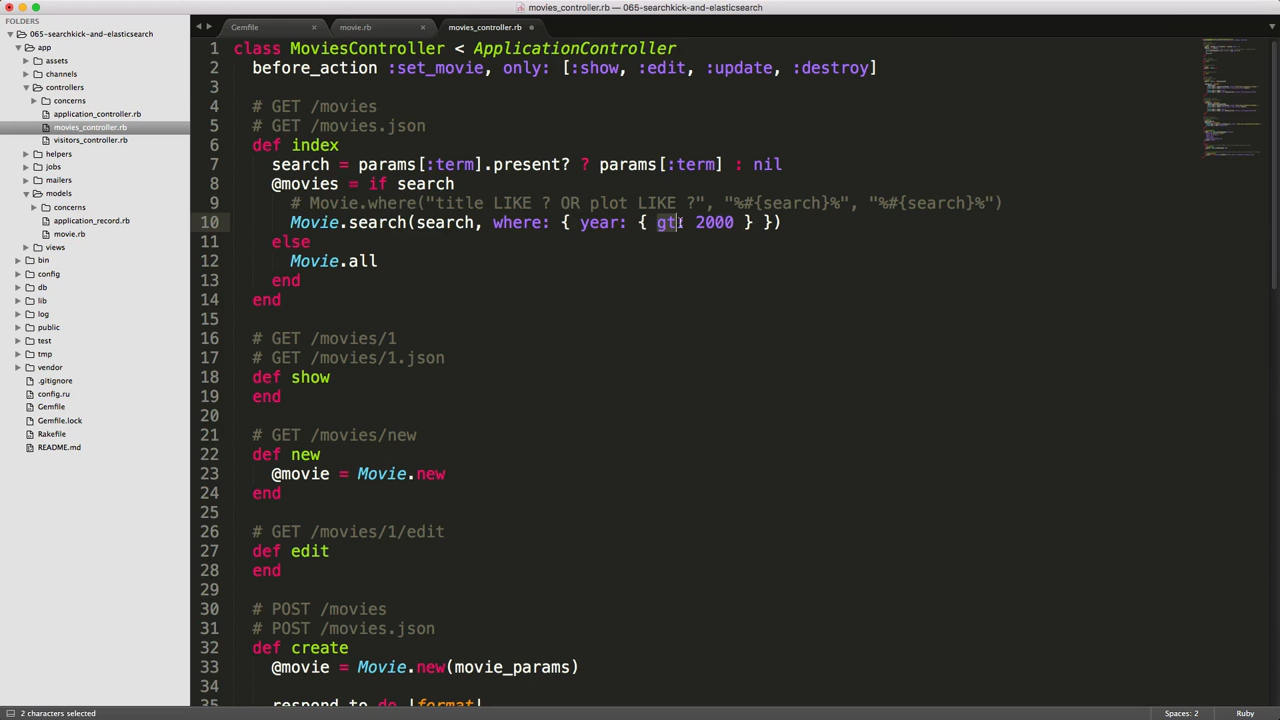 movies_controller.rb — 065-searchkick-and-elasticsearch
FOLDERS
065-searchkick-and-elasticsearch
app
assets
channels
controllers
concerns
application_controller.rb
movies_controller.rb
visitors_controller.rb
helpers
jobs
mailers
models
concerns
application_record.rb
movie.rb
views
bin
config
db
lib
log
public
test
tmp
vendor
.gitignore
config.ru
Gemfile
Gemfile.lock
Rakefile
README.md
Gemfile
movie.rb
movies_controller.rb
1 class MoviesController < ApplicationController
2 before_action :set_movie, only: [:show, :edit, :update, :destroy]
3
4 # GET /movies
5 # GET /movies.json
6 def index
7 search = params[:term].present? ? params[:term] : nil
8 @movies = if search
9 # Movie.where("title LIKE ? OR plot LIKE ?", "%#{search}%", "%#{search}%")
10 Movie.search(search, where: { year: { gt: 2000 } })
11 else
12 Movie.all
13 end
14 end
15
16 # GET /movies/1
17 # GET /movies/1.json
18 def show
19 end
20
21 # GET /movies/new
22 def new
23 @movie = Movie.new
24 end
25
26 # GET /movies/1/edit
27 def edit
28 end
29
30 # POST /movies
31 # POST /movies.json
32 def create
33 @movie = Movie.new(movie_params)
34
35 respond_to do |format|
2 characters selected
Spaces: 2
Ruby